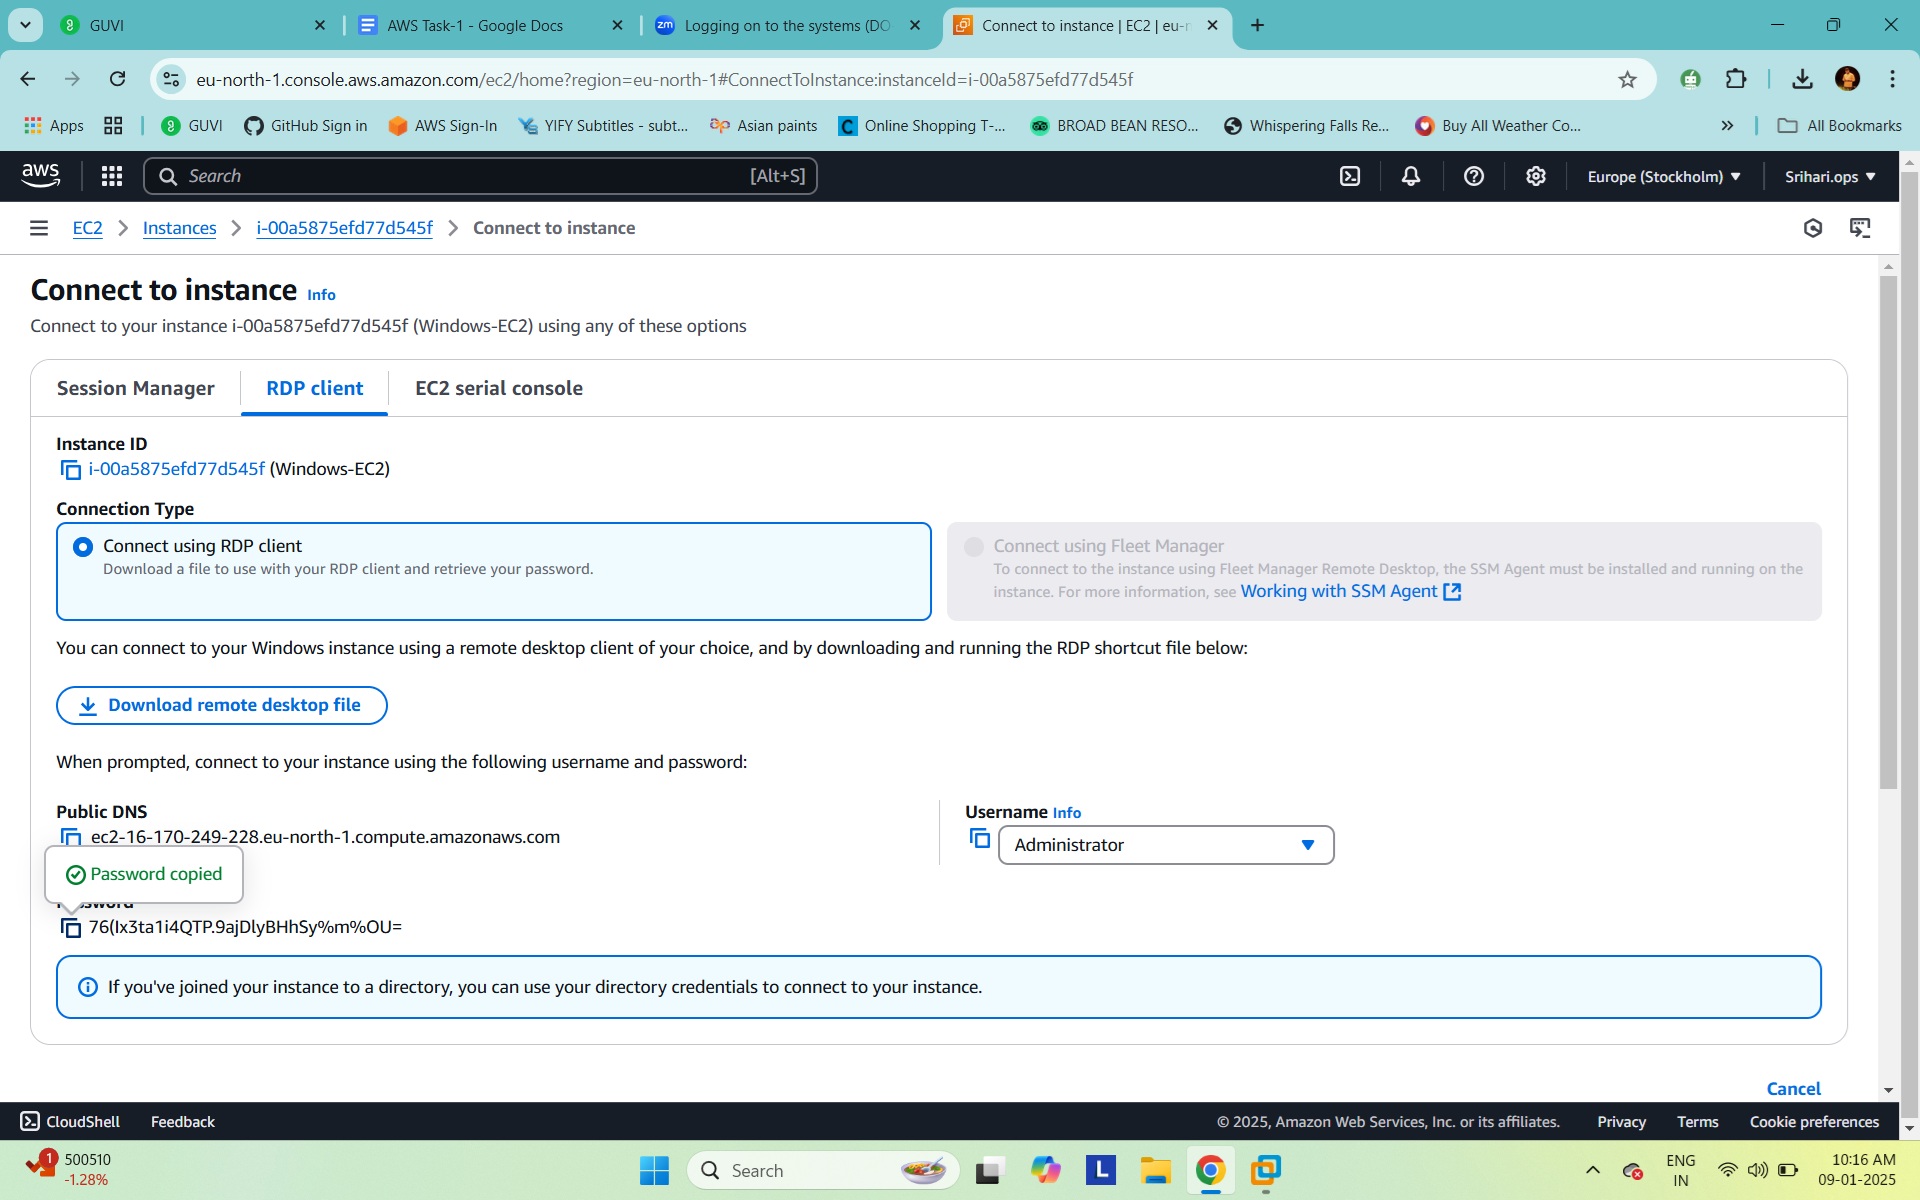 GUVI
AWS Task-1 - Google Docs
zm
Logging on to the systems (DO
Connect to instance | EC2 | eu-n
eu-north-1.console.aws.amazon.com/ec2/home?region=eu-north-1#ConnectToInstance:instanceId=i-00a5875efd77d545f
Apps
GUVI
GitHub Sign in
AWS Sign-In
YIFY Subtitles - subt...
Asian paints
Online Shopping T-...
BROAD BEAN RESO...
Whispering Falls Re...
Buy All Weather Co...
All Bookmarks
aws
Search
[Alt+S]
Europe (Stockholm)
Srihari.ops
EC2
Instances
i-00a5875efd77d545f
Connect to instance
Connect to instance Info
Connect to your instance i-00a5875efd77d545f (Windows-EC2) using any of these options
Session Manager
RDP client
EC2 serial console
Instance ID
i-00a5875efd77d545f (Windows-EC2)
Connection Type
Connect using RDP client
Download a file to use with your RDP client and retrieve your password.
Connect using Fleet Manager
To connect to the instance using Fleet Manager Remote Desktop, the SSM Agent must be installed and running on the
instance. For more information, see Working with SSM Agent
You can connect to your Windows instance using a remote desktop client of your choice, and by downloading and running the RDP shortcut file below:
Download remote desktop file
When prompted, connect to your instance using the following username and password:
Public DNS
ec2-16-170-249-228.eu-north-1.compute.amazonaws.com
Username Info
Administrator
Password copied
Password
76(Ix3ta1i4QTP.9ajDlyBHhSy%m%OU=
If you've joined your instance to a directory, you can use your directory credentials to connect to your instance.
Cancel
CloudShell
Feedback
© 2025, Amazon Web Services, Inc. or its affiliates.
Privacy
Terms
Cookie preferences
1
500510
-1.28%
Search
L
ENG
IN
10:16 AM
09-01-2025